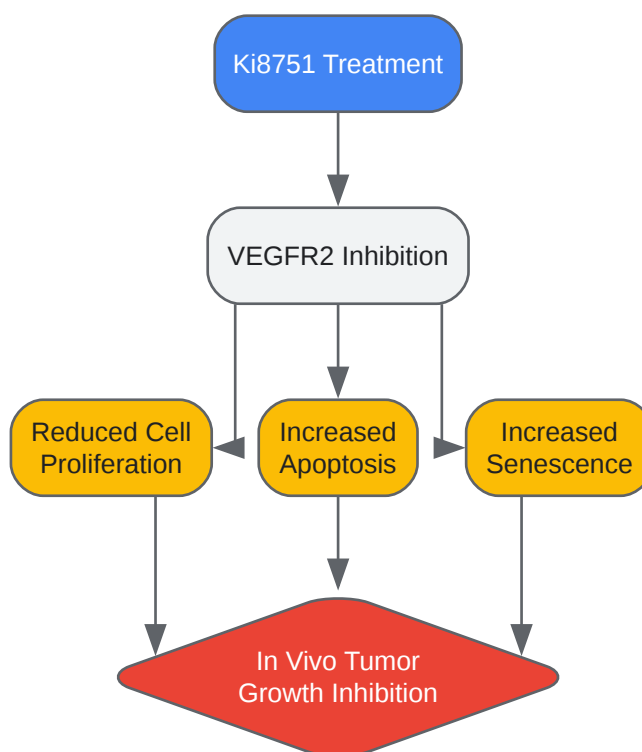 Ki8751 Treatment
VEGFR2 Inhibition
Reduced Cell
Proliferation
Increased
Apoptosis
Increased
Senescence
In Vivo Tumor
Growth Inhibition